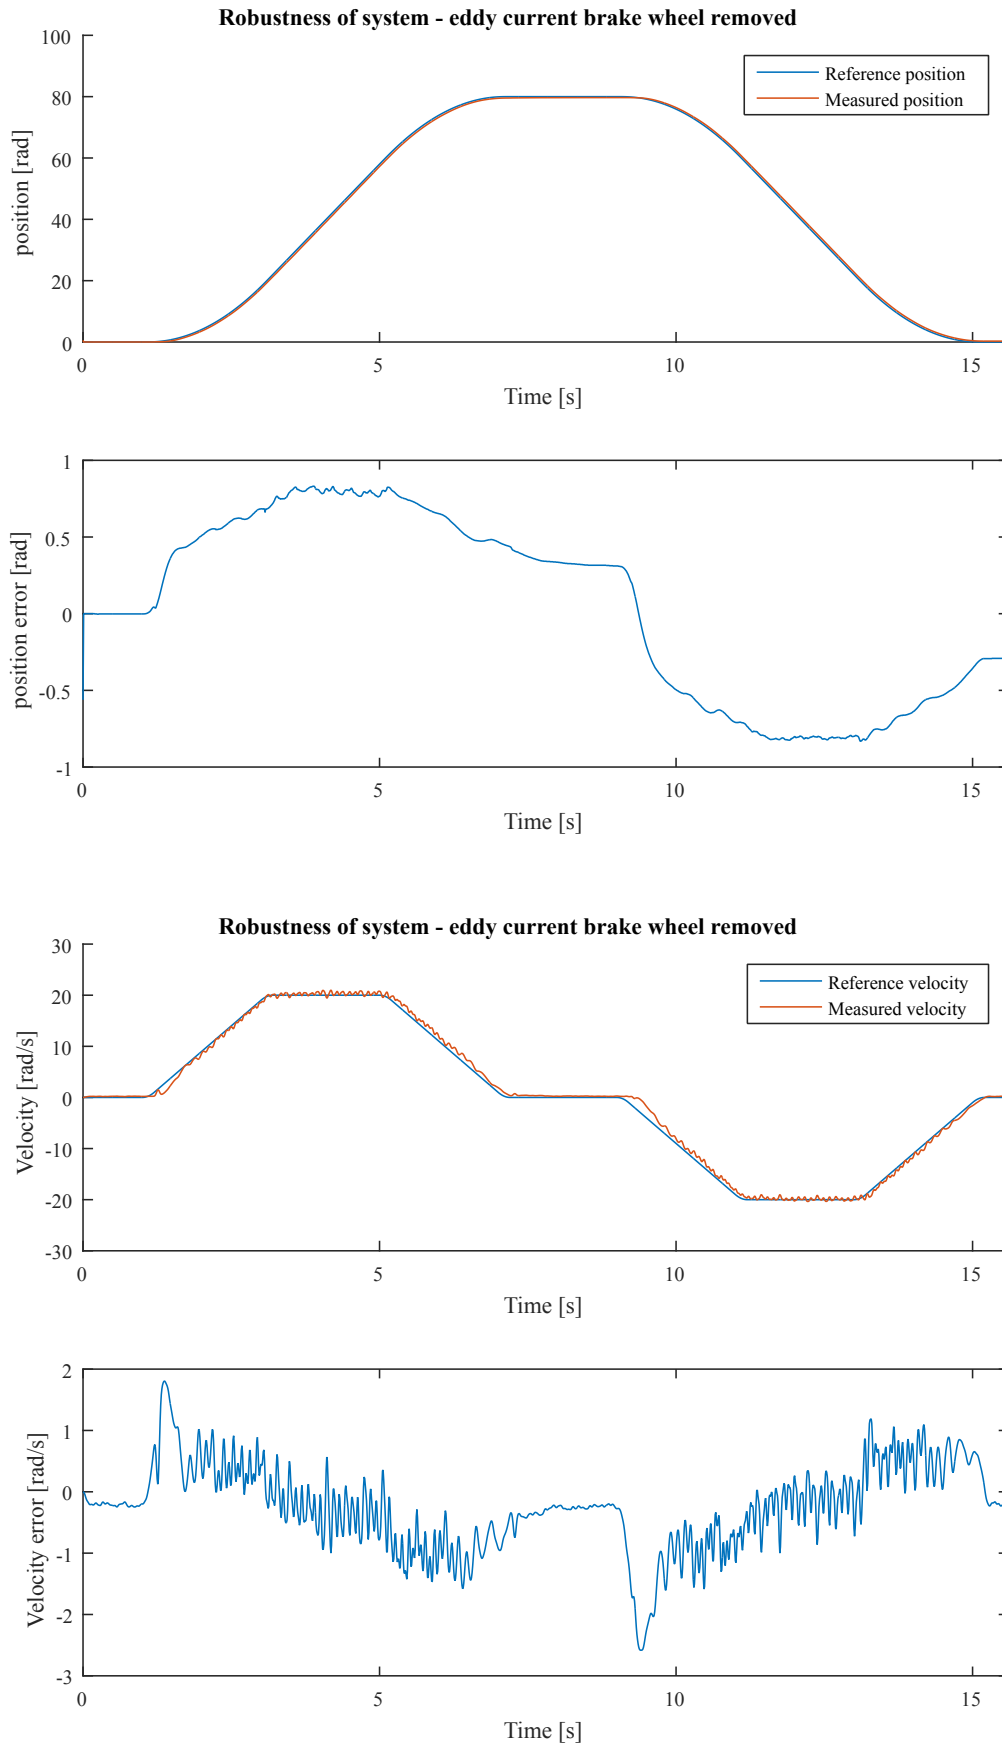 Robustness of system - eddy current brake wheel removed
100
80
60
40
20
0
position [rad]
Reference position
Measured position
0 5 10 15
Time [s]
1
0.5
0
-0.5
-1
position error [rad]
0 5 10 15
Time [s]
Robustness of system - eddy current brake wheel removed
30
20
10
0
-10
-20
-30
Velocity [rad/s]
Reference velocity
Measured velocity
0 5 10 15
Time [s]
2
1
0
-1
-2
-3
Velocity error [rad/s]
0 5 10 15
Time [s]